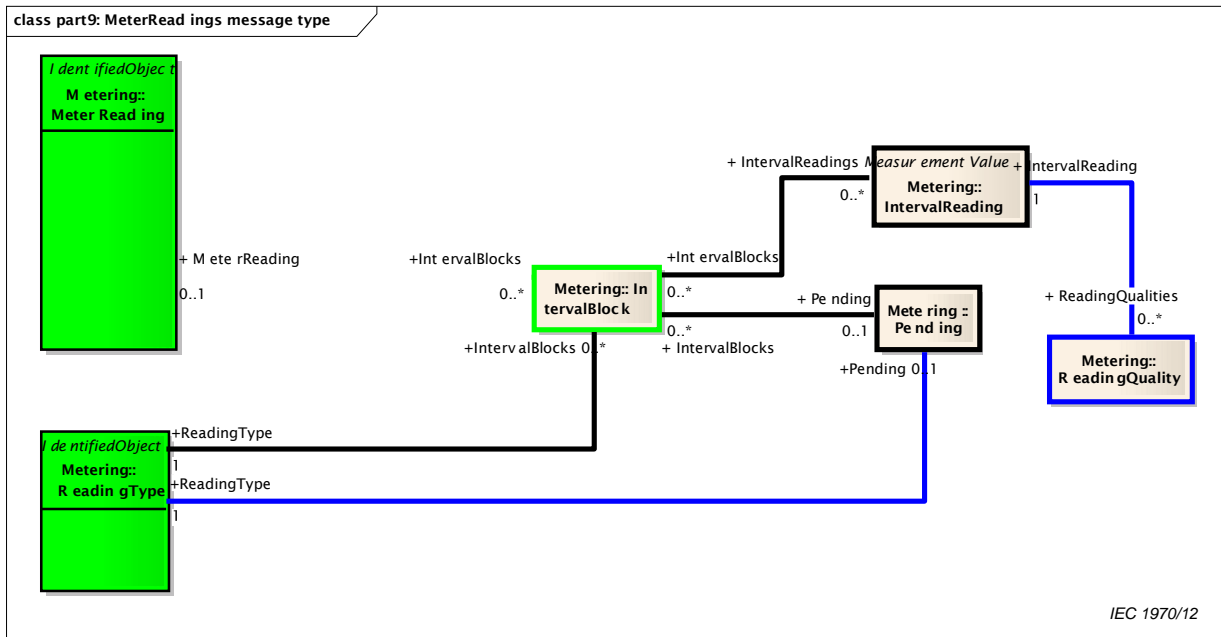 class part9: MeterRead ings message type
I dent ifiedObjec t
M etering::
Meter Read ing
+ M ete rReading
0..1
+Int ervalBlocks
0..*
Metering:: In
tervalBloc k
+Int ervalBlocks
0..*
+ IntervalReadings
0..*
Measur ement Value
Metering::
IntervalReading
+ IntervalReading
1
+ Pe nding
0..1
0..*
+ IntervalBlocks
Mete ring ::
Pe nd ing
+ ReadingQualities
0..*
Metering::
R eadin gQuality
+IntervalBlocks 0..*
+Pending 0..1
I de ntifiedObject
Metering::
R eadin gType
+ReadingType
1
+ReadingType
1
IEC 1970/12